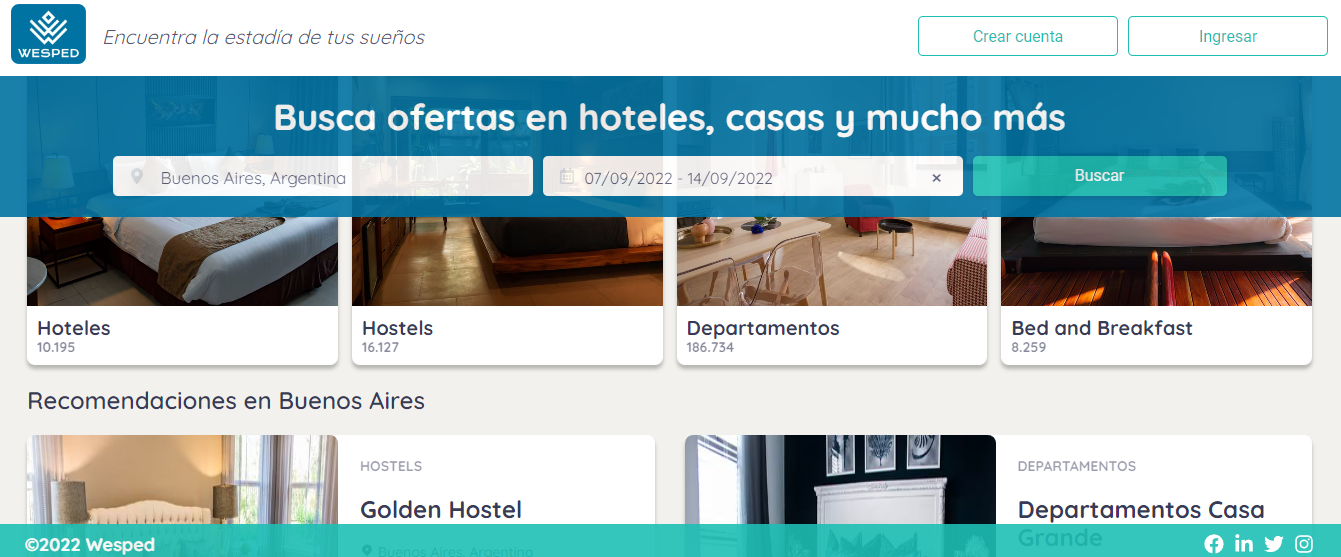 WESPED
Encuentra la estadía de tus sueños
Crear cuenta
Ingresar
Busca ofertas en hoteles, casas y mucho más
Buenos Aires, Argentina
07/09/2022 - 14/09/2022
×
Buscar
Hoteles
10.195
Hostels
16.127
Departamentos
186.734
Bed and Breakfast
8.259
Recomendaciones en Buenos Aires
HOSTELS
Golden Hostel
Buenos Aires, Argentina
DEPARTAMENTOS
Departamentos Casa
Grande
©2022 Wesped